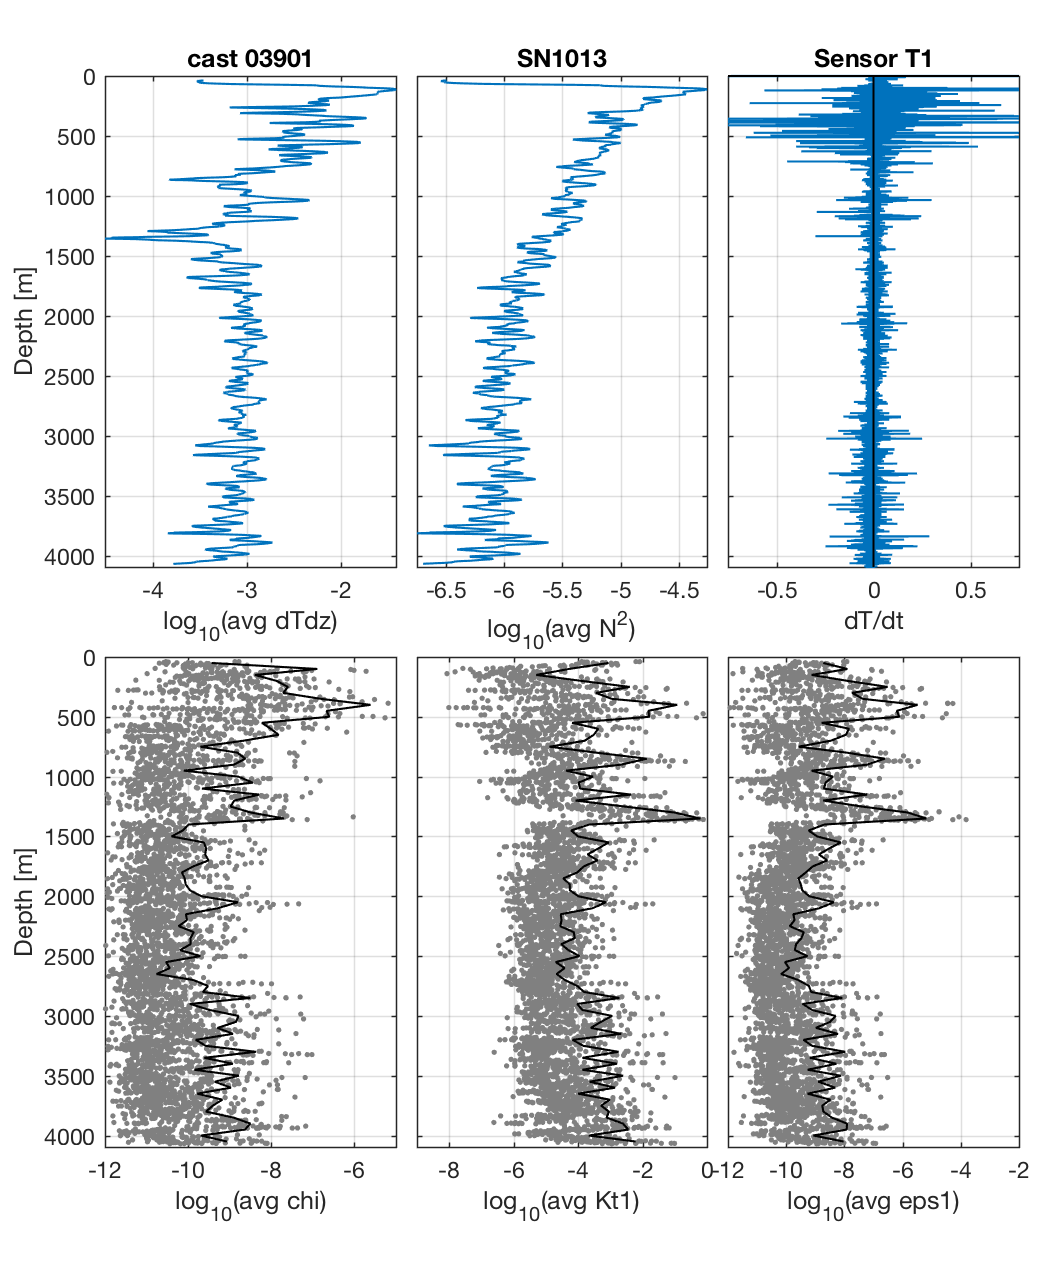 cast 03901 SN1013 Sensor T1
0
500
1000
1500
2000
2500
3000
3500
4000
Depth [m]
-4 -3 -2 -6.5 -6 -5.5 -5 -4.5 -0.5 0 0.5
log10(avg dTdz) log10(avg N2) dT/dt
0
500
1000
1500
2000
2500
3000
3500
4000
Depth [m]
-12 -10 -8 -6 -8 -6 -4 -2 0 -12 -10 -8 -6 -4 -2
log10(avg chi) log10(avg Kt1) log10(avg eps1)